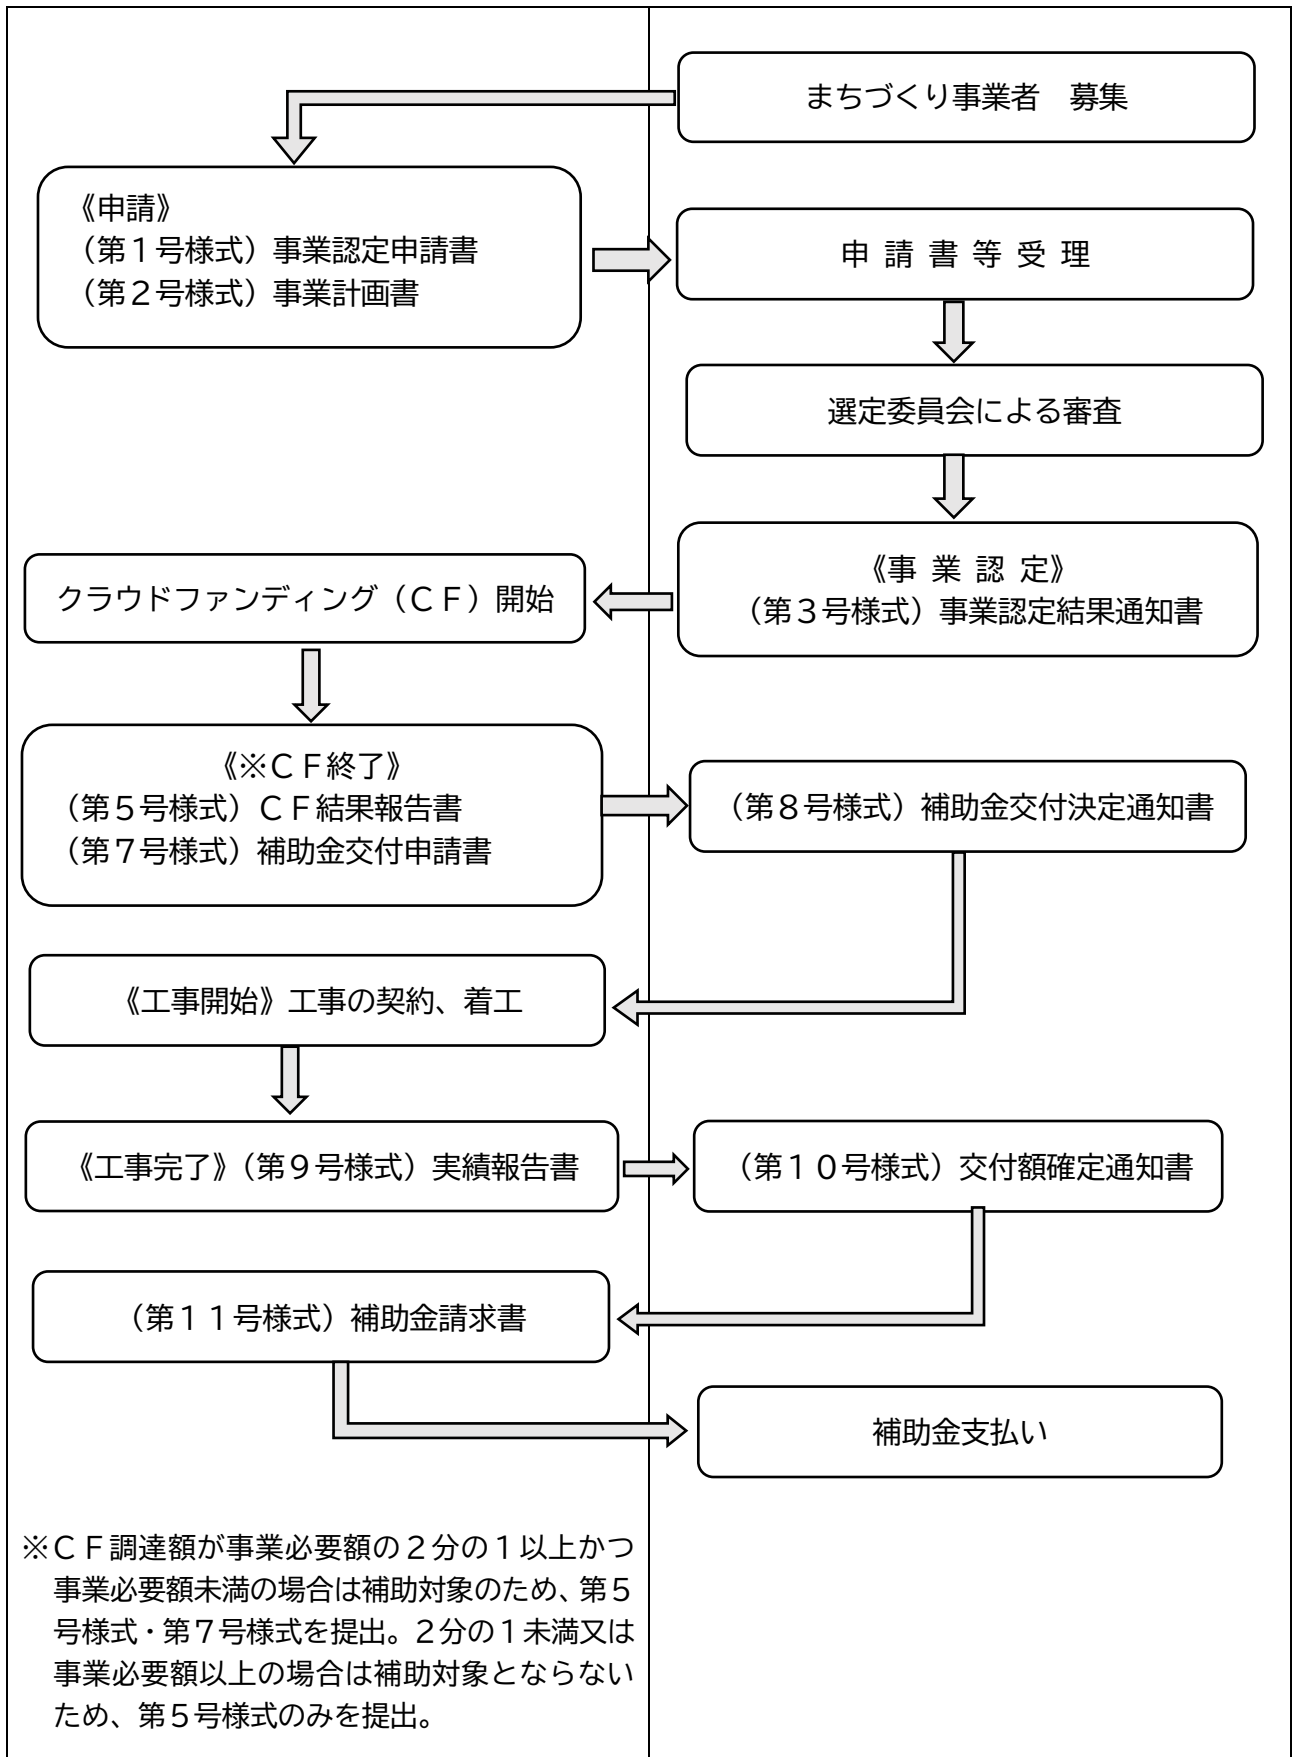 まちづくり事業者　募集
《申請》
（第１号様式）事業認定申請書
（第２号様式）事業計画書
申 請 書 等 受 理
選定委員会による審査
《事 業 認 定》
（第３号様式）事業認定結果通知書
クラウドファンディング（ＣＦ）開始
《※ＣＦ終了》
（第５号様式）ＣＦ結果報告書
（第７号様式）補助金交付申請書
（第８号様式）補助金交付決定通知書
《工事開始》工事の契約、着工
《工事完了》（第９号様式）実績報告書
（第１０号様式）交付額確定通知書
（第１１号様式）補助金請求書
補助金支払い
※ＣＦ調達額が事業必要額の２分の１以上かつ
事業必要額未満の場合は補助対象のため、第５
号様式・第７号様式を提出。２分の１未満又は
事業必要額以上の場合は補助対象とならない
ため、第５号様式のみを提出。